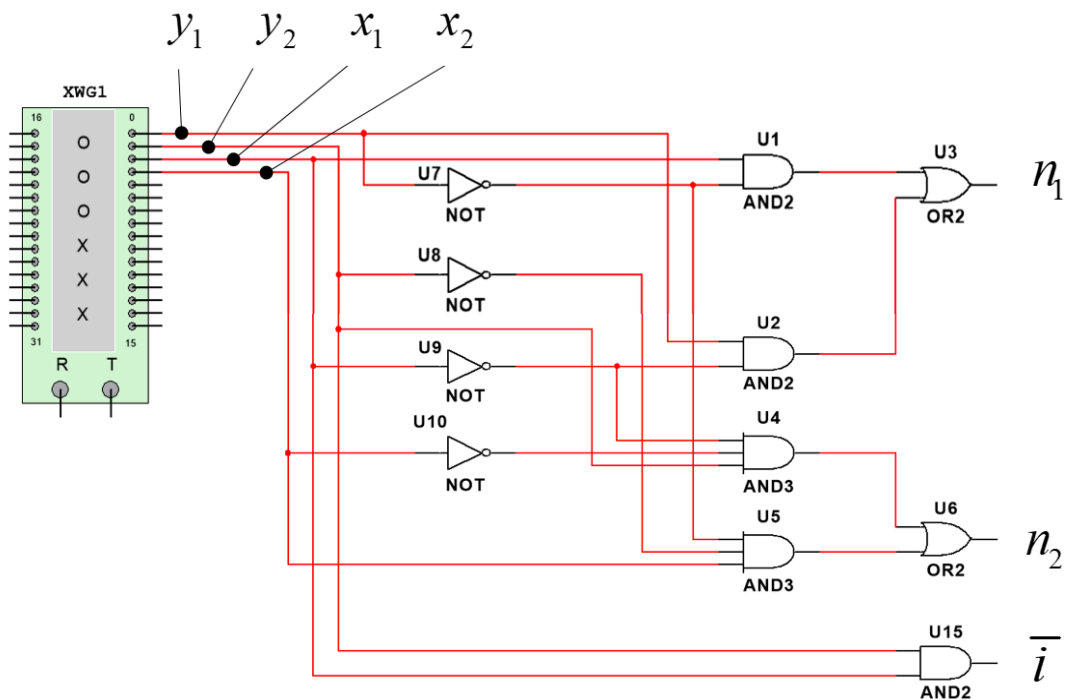 y₁ y₂ x₁ x₂
XWG1
16 0
O
O
O
X
X
X
31 15
R T
U7
NOT
U8
NOT
U9
NOT
U10
NOT
U1
AND2
U3
OR2
n₁
U2
AND2
U4
AND3
U5
AND3
U6
OR2
n₂
U15
AND2
i̅